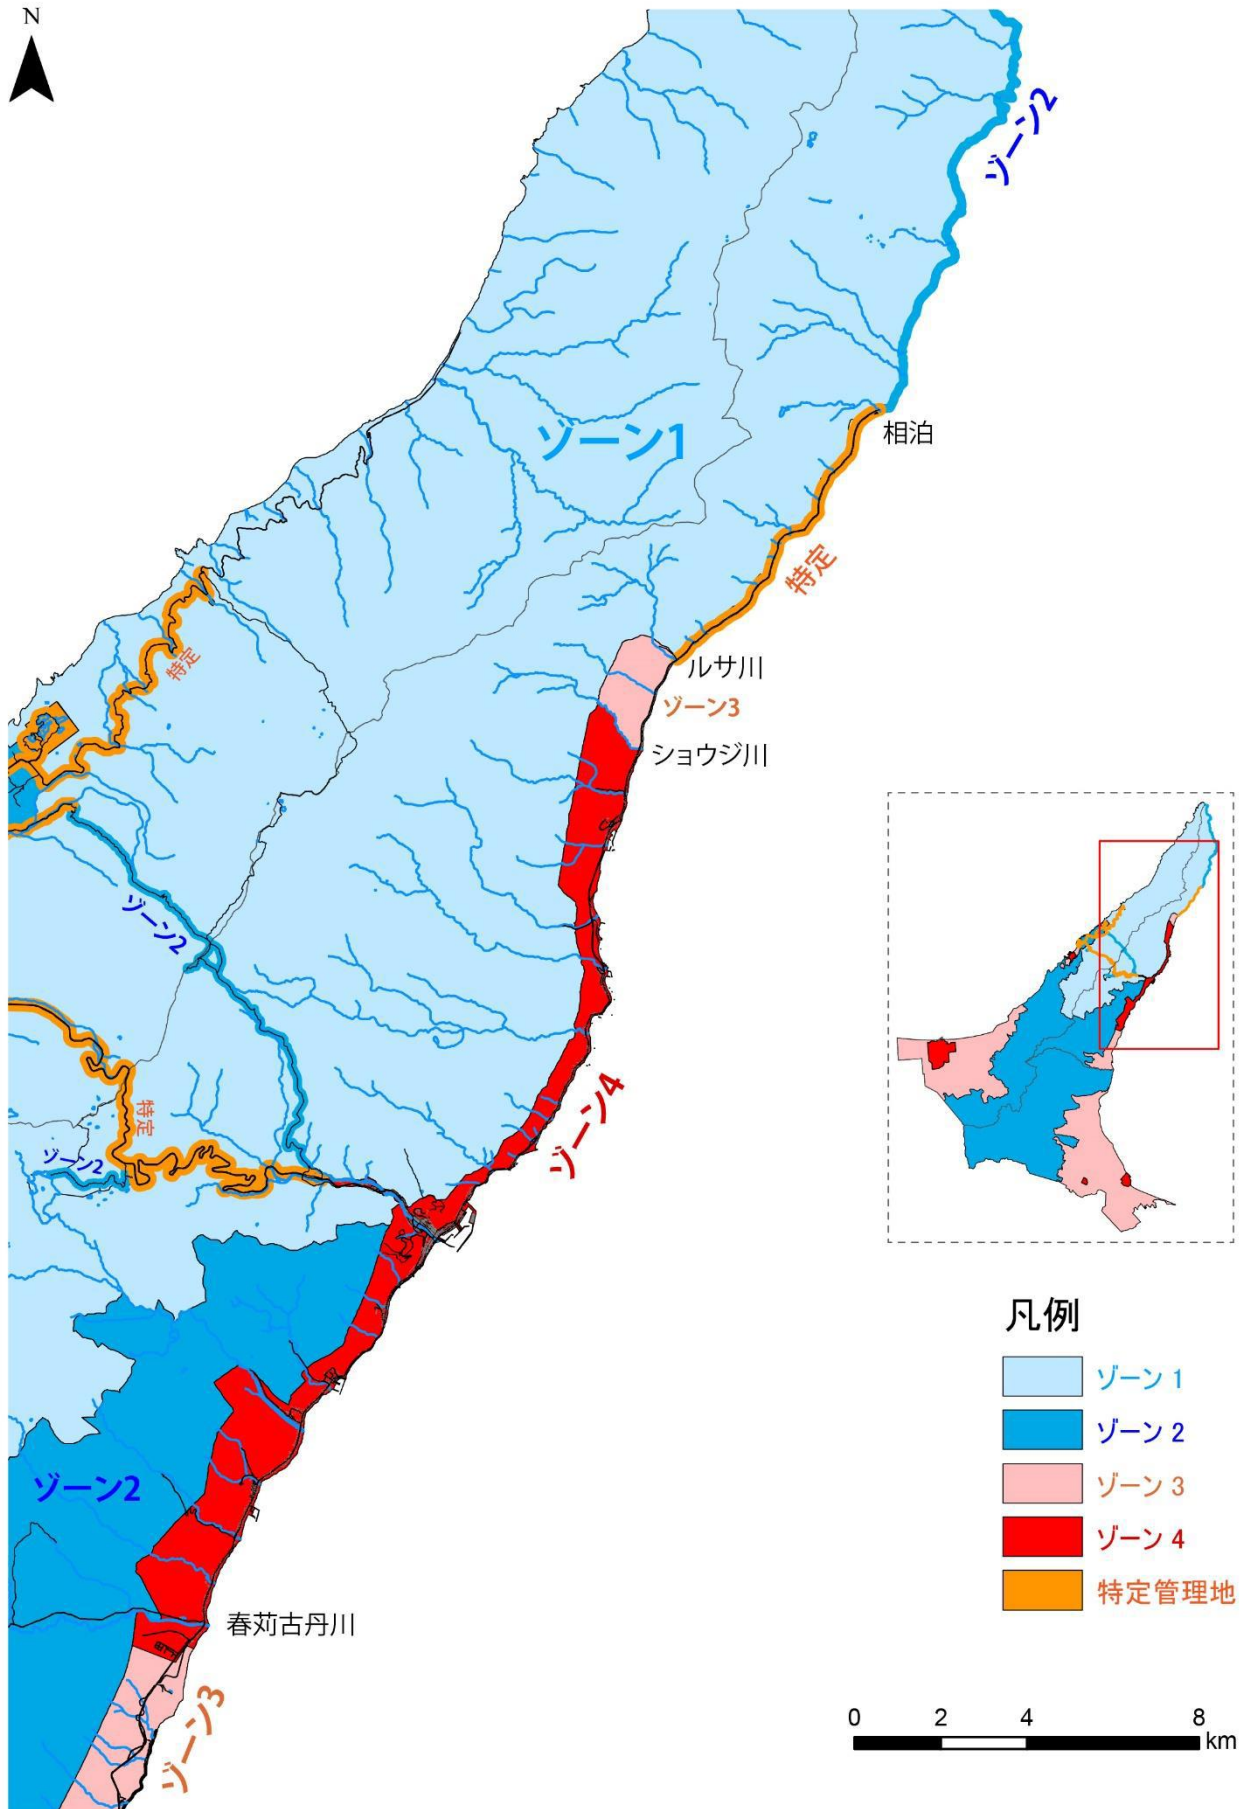 N
ゾーン2
ゾーン1
相泊
特定
特定
ルサ川
ゾーン3
ショウジ川
ゾーン2
ゾーン4
特定
ゾーン2
ゾーン2
春苅古丹川
ゾーン3
凡例
ゾーン 1
ゾーン 2
ゾーン 3
ゾーン 4
特定管理地
0 2 4 8
km